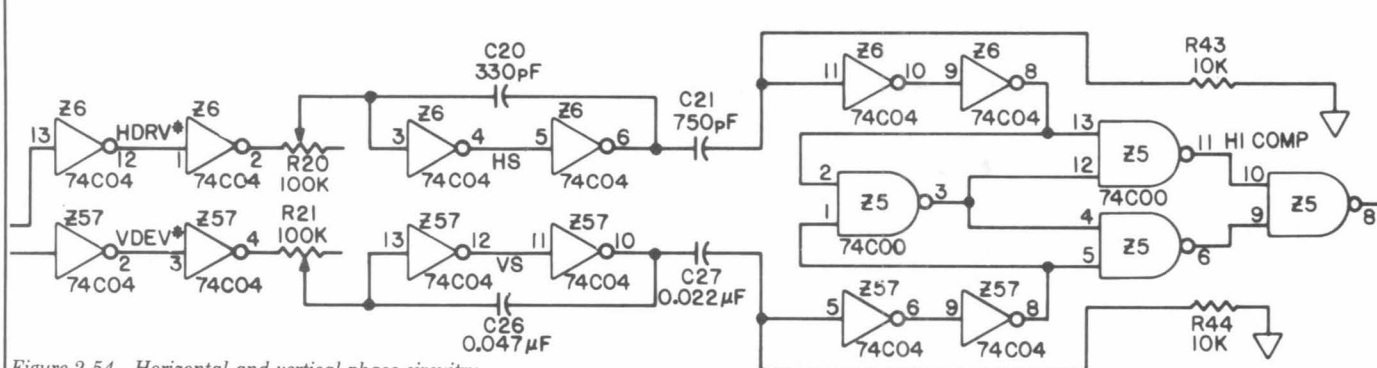 C20
330pF
Z6
Z6
R43
10K
11
10
9
8
C21
750pF
74C04
74C04
Z6
HDRV*
Z6
13
12
1
2
R20
100K
74C04
74C04
Z6
Z6
3
4
HS
5
6
74C04
74C04
13
12
Z5
11
HI COMP
74C00
2
1
Z5
3
74C00
4
5
Z5
6
10
9
Z5
8
Z57
VDEV*
Z57
2
3
4
R21
100K
74C04
74C04
Z57
Z57
13
12
VS
11
10
74C04
74C04
C27
0.022µF
C26
0.047µF
Z57
Z57
5
6
9
8
74C04
74C04
R44
10K
Figure 2-54 Horizontal and vertical phase circuitry